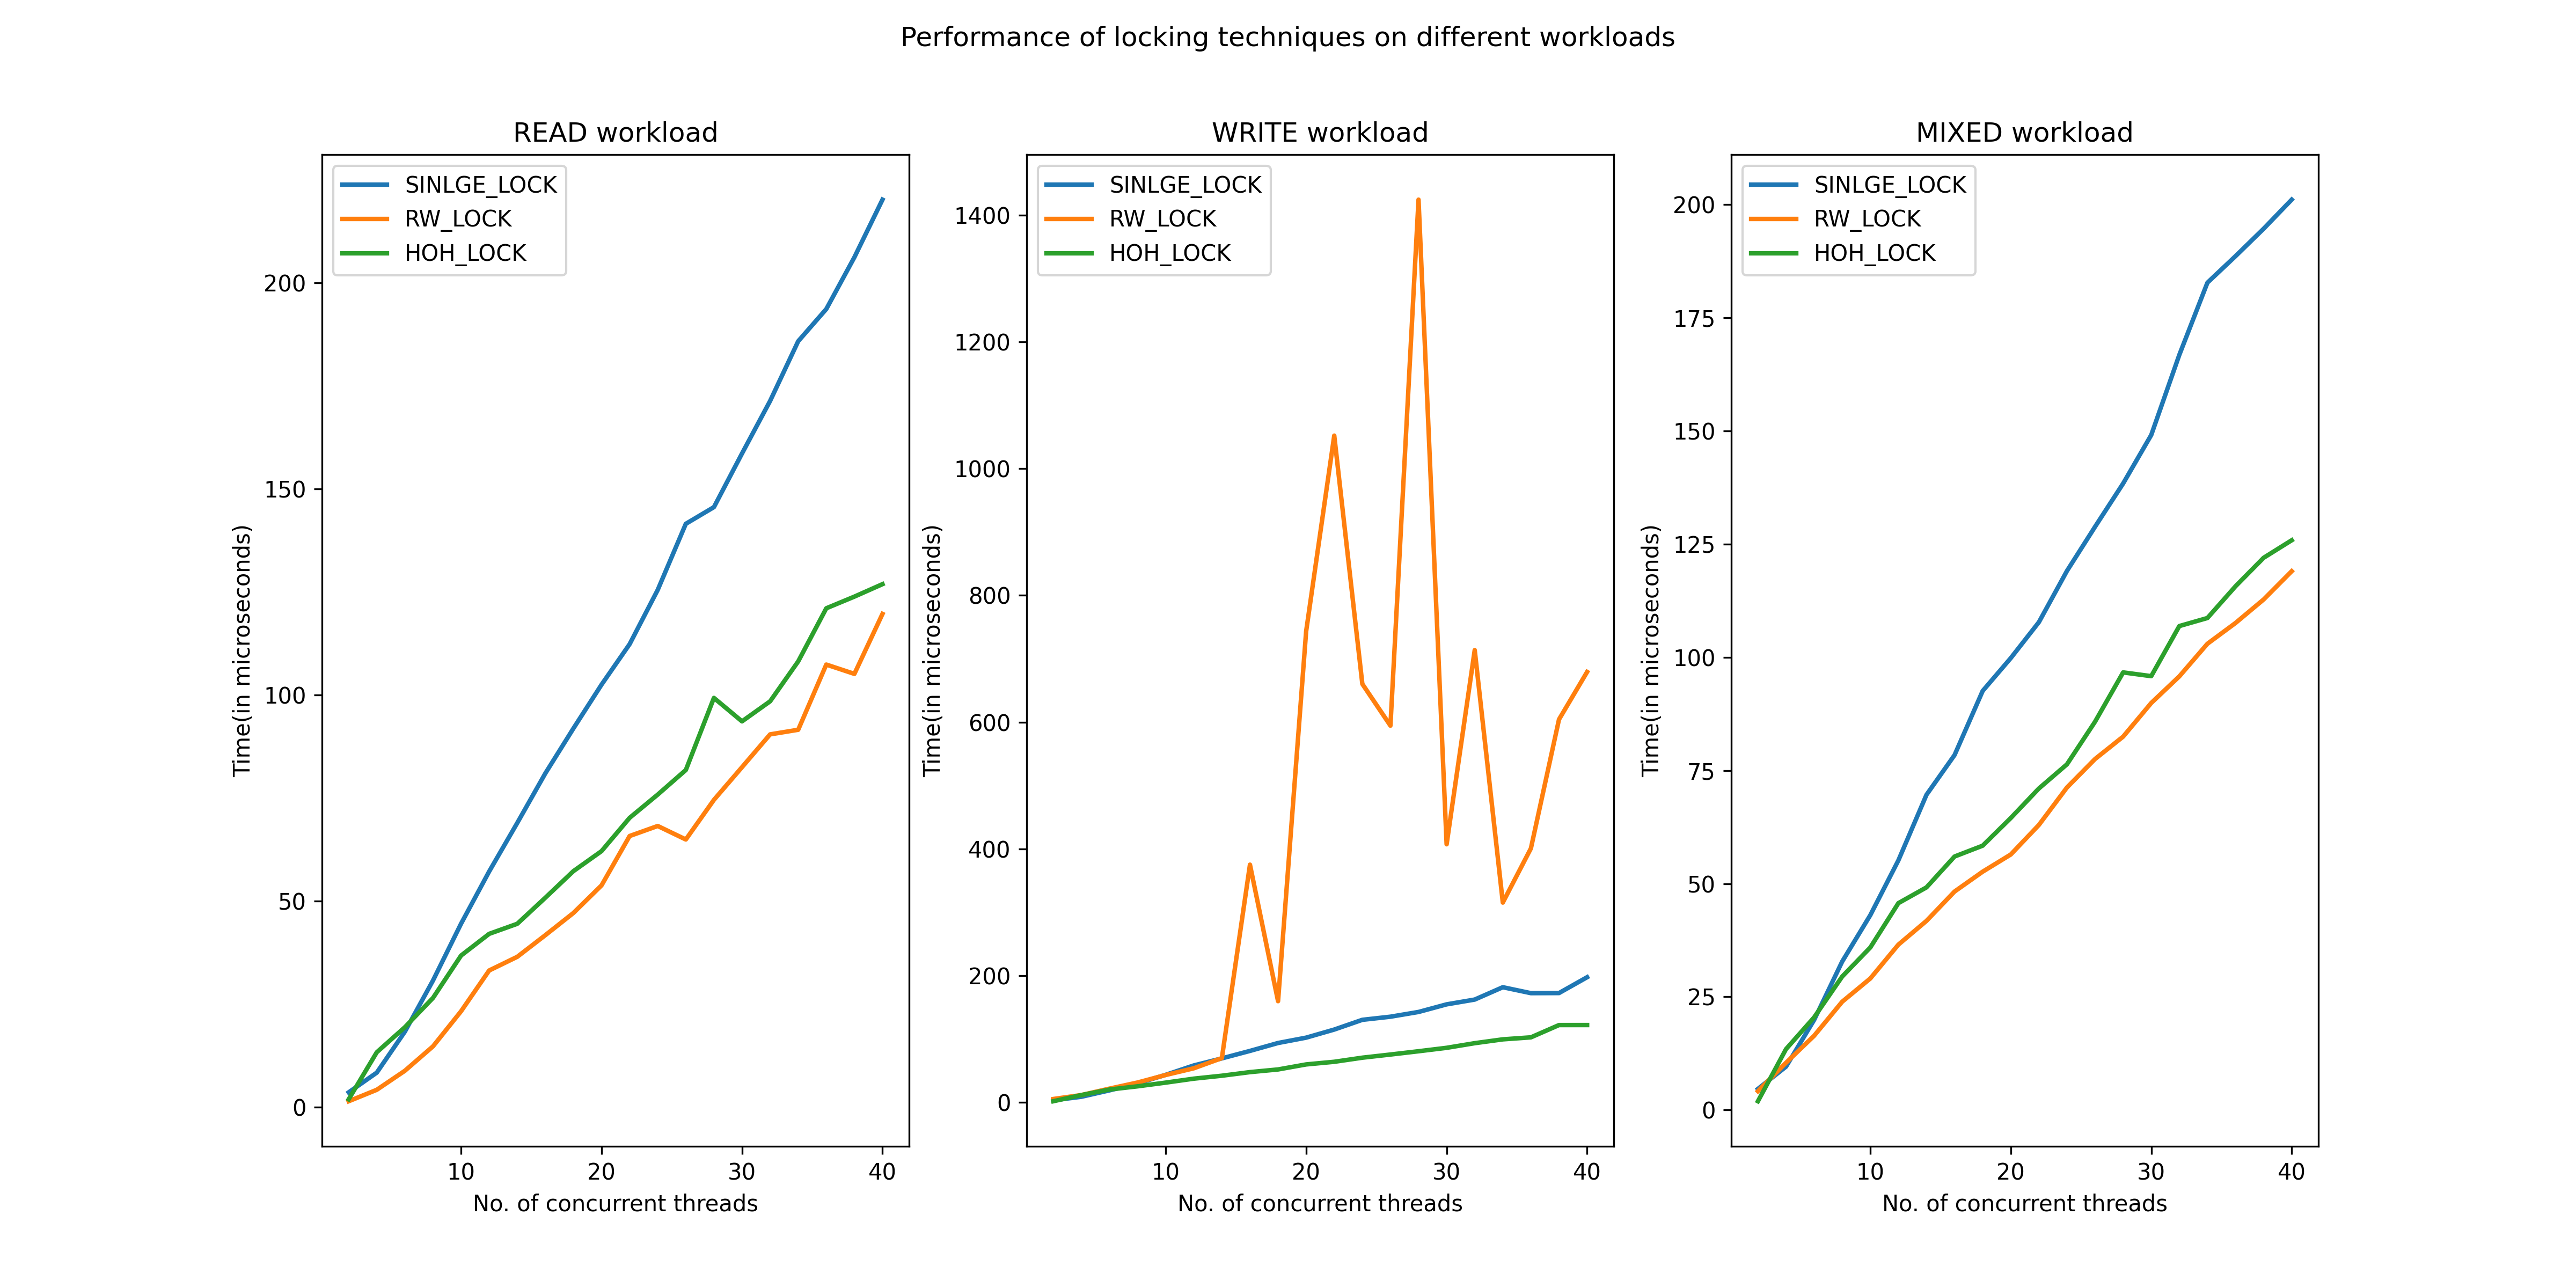 Performance of locking techniques on different workloads
READ workload
SINLGE_LOCK
RW_LOCK
HOH_LOCK
200
150
100
50
0
Time(in microseconds)
10 20 30 40
No. of concurrent threads
WRITE workload
SINLGE_LOCK
RW_LOCK
HOH_LOCK
1400
1200
1000
800
600
400
200
0
Time(in microseconds)
10 20 30 40
No. of concurrent threads
MIXED workload
SINLGE_LOCK
RW_LOCK
HOH_LOCK
200
175
150
125
100
75
50
25
0
Time(in microseconds)
10 20 30 40
No. of concurrent threads